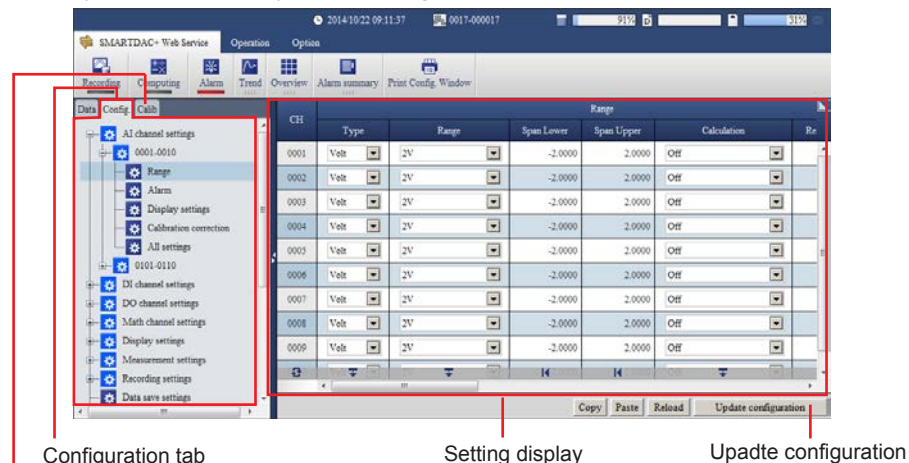 2014/10/22 09:11:37 0017-000017 91% 31%
SMARTDAC+ Web Service Operation Option
Recording Computing Alarm Trend Overview Alarm summary Print Config. Window
Data Config. Calib
AI channel settings
0001-0010
Range
Alarm
Display settings
Calibration correction
All settings
0101-0110
DI channel settings
DO channel settings
Math channel settings
Display settings
Measurement settings
Recording settings
Data save settings
CH Range
Type Range Span Lower Span Upper Calculation Re
0001 Volt 2V -2.0000 2.0000 Off
0002 Volt 2V -2.0000 2.0000 Off
0003 Volt 2V -2.0000 2.0000 Off
0004 Volt 2V -2.0000 2.0000 Off
0005 Volt 2V -2.0000 2.0000 Off
0006 Volt 2V -2.0000 2.0000 Off
0007 Volt 2V -2.0000 2.0000 Off
0008 Volt 2V -2.0000 2.0000 Off
0009 Volt 2V -2.0000 2.0000 Off
Copy Paste Reload Update configuration
Configuration tab Setting display Upadte configuration